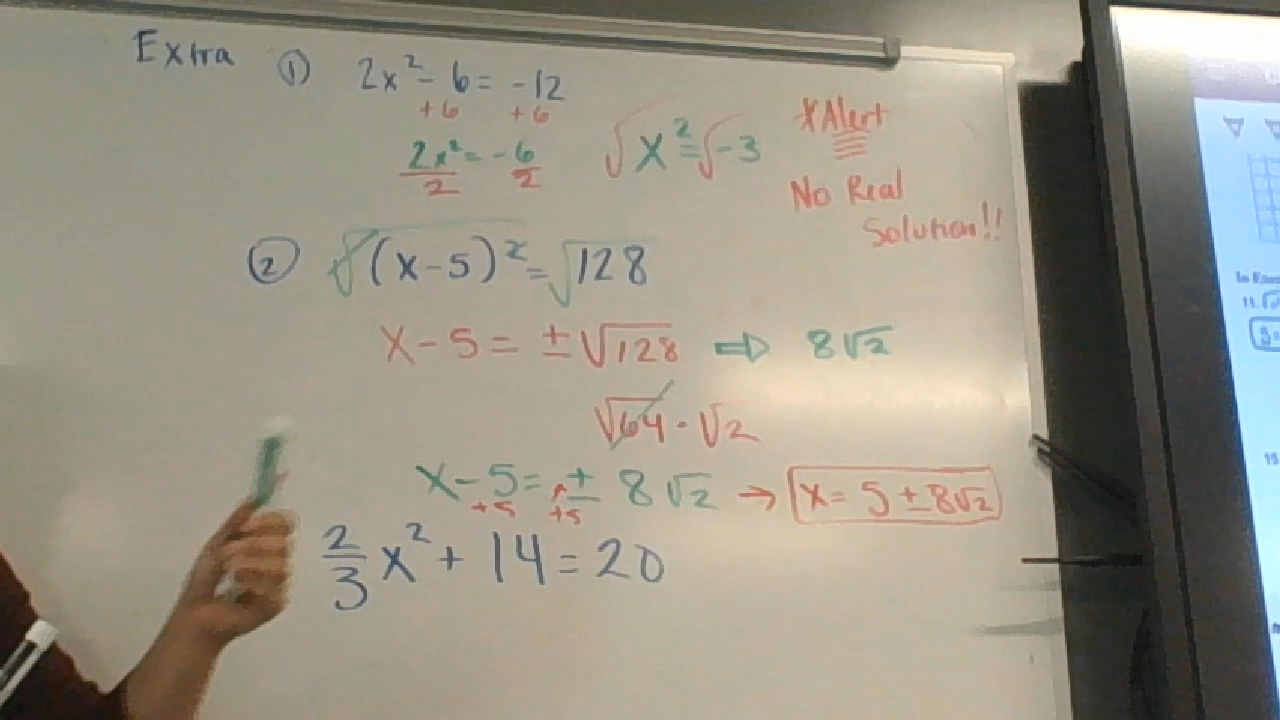 Extra ① 2x² - 6 = -12
+6 +6
2x²/2 = -6/2 √x² = √-3
*Alert
No Real
Solution!!
② √(x-5)² = √128
x-5 = ±√128 ⇒ 8√2
√64 · √2
x-5 = ± 8√2 → x = 5 ± 8√2
+5 +5
2/3 x² + 14 = 20